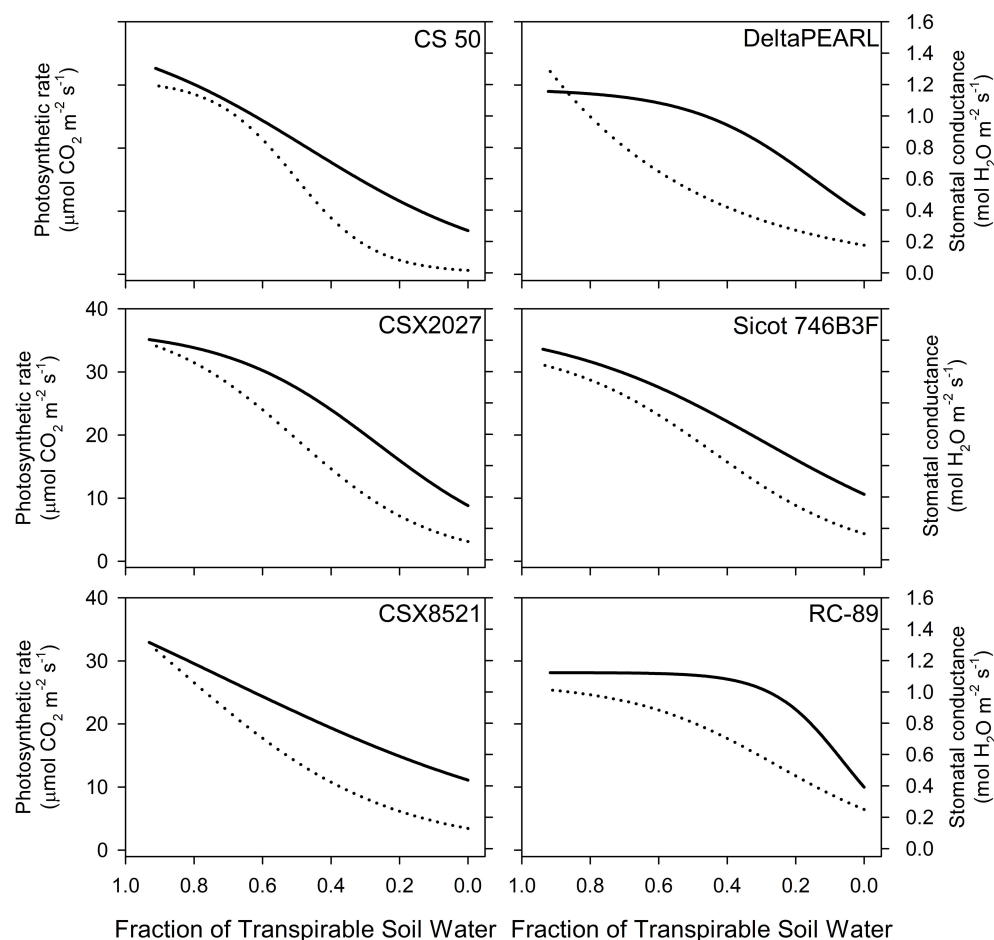 CS 50
DeltaPEARL
Photosynthetic rate
(μmol CO2 m-2 s-1)
1.6
1.4
1.2
1.0
0.8
0.6
0.4
0.2
0.0
Stomatal conductance
(mol H2O m-2 s-1)
CSX2027
Sicot 746B3F
Photosynthetic rate
(μmol CO2 m-2 s-1)
40
30
20
10
0
Stomatal conductance
(mol H2O m-2 s-1)
CSX8521
RC-89
Photosynthetic rate
(μmol CO2 m-2 s-1)
40
30
20
10
0
1.6
1.4
1.2
1.0
0.8
0.6
0.4
0.2
0.0
Stomatal conductance
(mol H2O m-2 s-1)
1.0 0.8 0.6 0.4 0.2 0.0
1.0 0.8 0.6 0.4 0.2 0.0
Fraction of Transpirable Soil Water
Fraction of Transpirable Soil Water